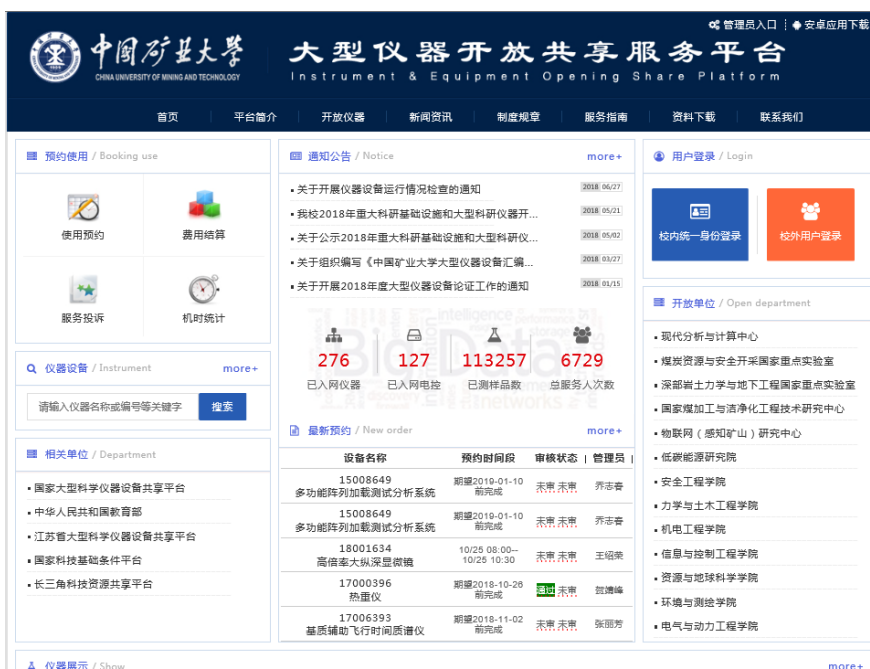 管理员入口 安卓应用下载
中国矿业大学
CHINA UNIVERSITY OF MINING AND TECHNOLOGY
大型仪器开放共享服务平台
Instrument & Equipment Opening Share Platform
首页 平台简介 开放仪器 新闻资讯 制度规章 服务指南 资料下载 联系我们
预约使用 / Booking use
使用预约 费用结算
服务投诉 机时统计
仪器设备 / Instrument more+
请输入仪器名称或编号等关键字 搜索
相关单位 / Department
国家大型科学仪器设备共享平台
中华人民共和国教育部
江苏省大型科学仪器设备共享平台
国家科技基础条件平台
长三角科技资源共享平台
通知公告 / Notice more+
关于开展仪器设备运行情况检查的通知 2018 06/27
我校2018年重大科研基础设施和大型科研仪器开... 2018 05/21
关于公示2018年重大科研基础设施和大型科研仪... 2018 05/02
关于组织编写《中国矿业大学大型仪器设备汇编... 2018 03/27
关于开展2018年度大型仪器设备论证工作的通知 2018 01/15
intelligence
storage
Big Data
information
discovery
networks
276 127 113257 6729
已入网仪器 已入网电控 已测样品数 总服务人次数
最新预约 / New order more+
设备名称 预约时间段 审核状态 | 管理员 |
15008649
多功能阵列加载测试分析系统 期望2019-01-10
前完成 未审 未审 乔志春
15008649
多功能阵列加载测试分析系统 期望2019-01-10
前完成 未审 未审 乔志春
18001634
高倍率大纵深显微镜 10/25 08:00--
10/25 10:30 未审 未审 王绍荣
17000396
热重仪 期望2018-10-26
前完成 通过 未审 贺靖峰
17006393
基质辅助飞行时间质谱仪 期望2018-11-02
前完成 未审 未审 张丽芳
用户登录 / Login
校内统一身份登录 校外用户登录
开放单位 / Open department
现代分析与计算中心
煤炭资源与安全开采国家重点实验室
深部岩土力学与地下工程国家重点实验室
国家煤加工与洁净化工程技术研究中心
物联网（感知矿山）研究中心
低碳能源研究院
安全工程学院
力学与土木工程学院
机电工程学院
信息与控制工程学院
资源与地球科学学院
环境与测绘学院
电气与动力工程学院
仪器展示 / Show more+